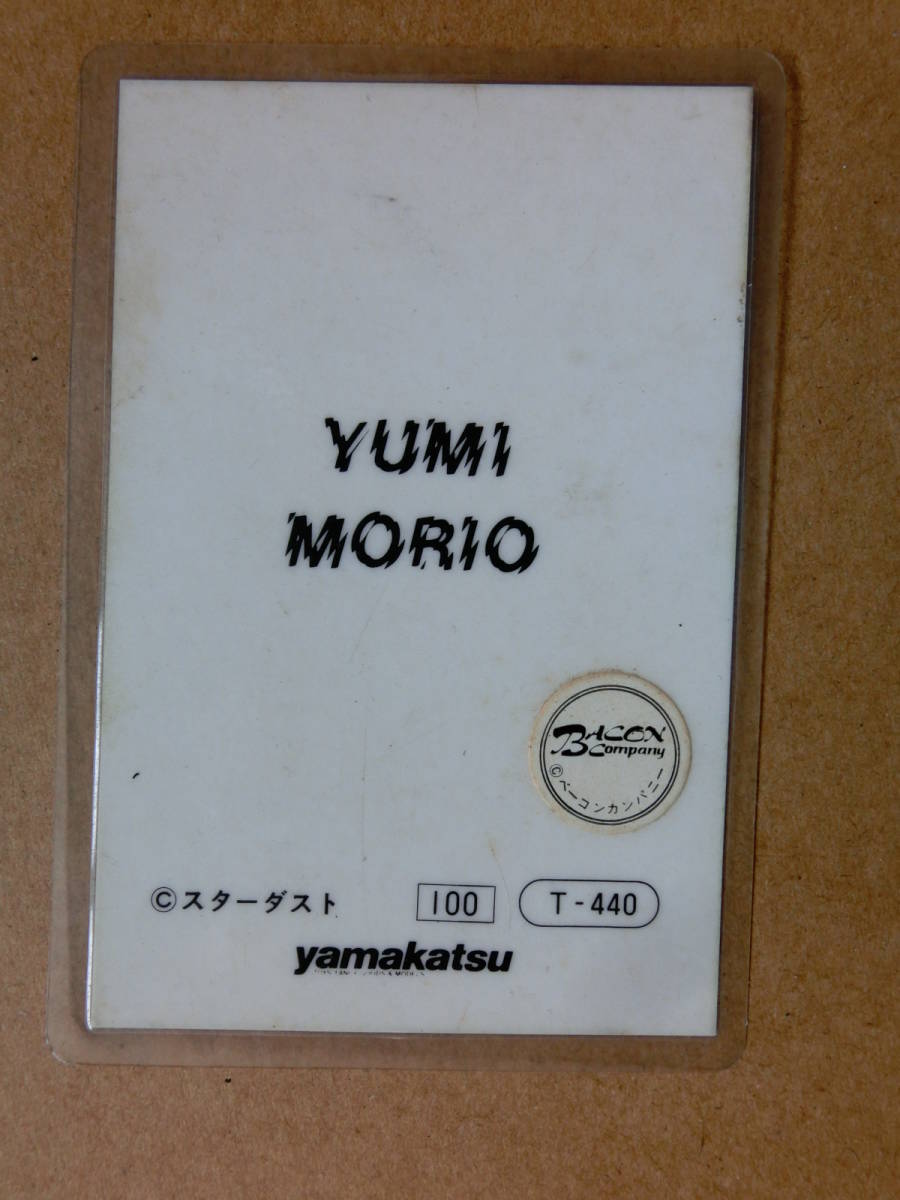 YUMI
MORIO
BACON
Company
©ベーコンカンパニー
©スターダスト 100 T-440
yamakatsu